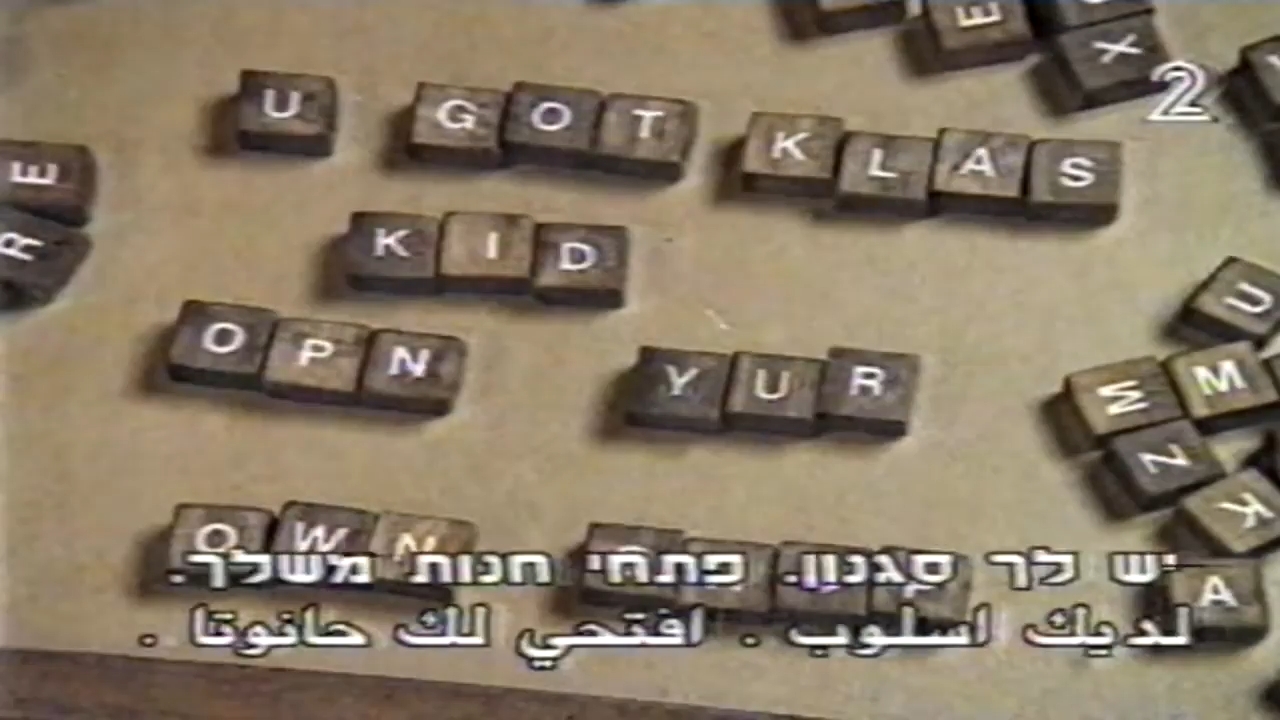 2
U GOT KLAS
KID
OPN YUR
OWN
יש לך סגנון. פתחי חנות משלך.
لديك اسلوب . افتحي لك حانوتا .
E
R
E
X
U
M
M
N
K
A